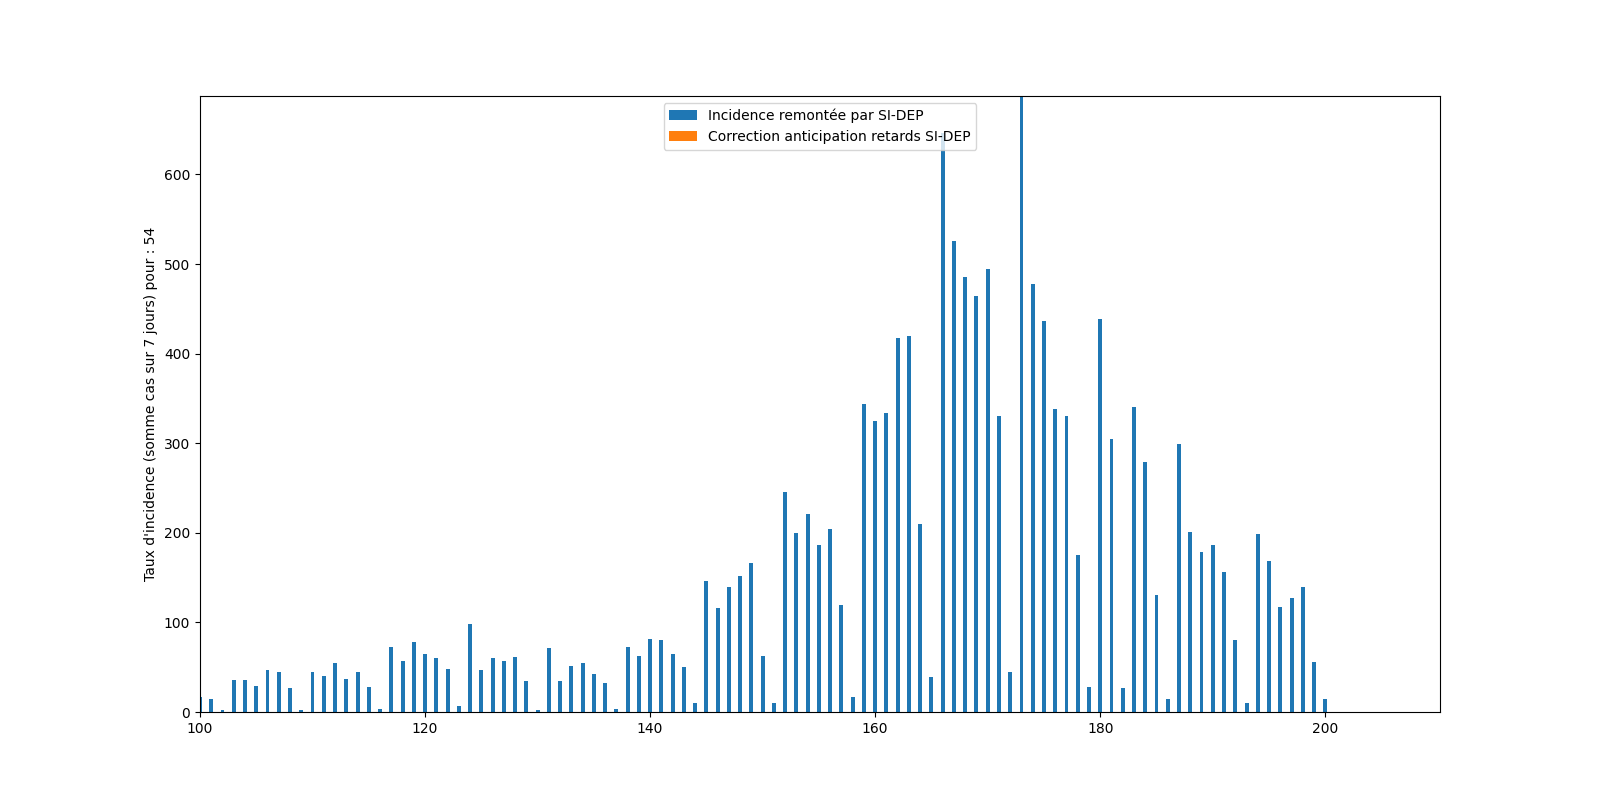 Incidence remontée par SI-DEP
Correction anticipation retards SI-DEP
Taux d'incidence (somme cas sur 7 jours) pour : 54
600
500
400
300
200
100
0
100 120 140 160 180 200